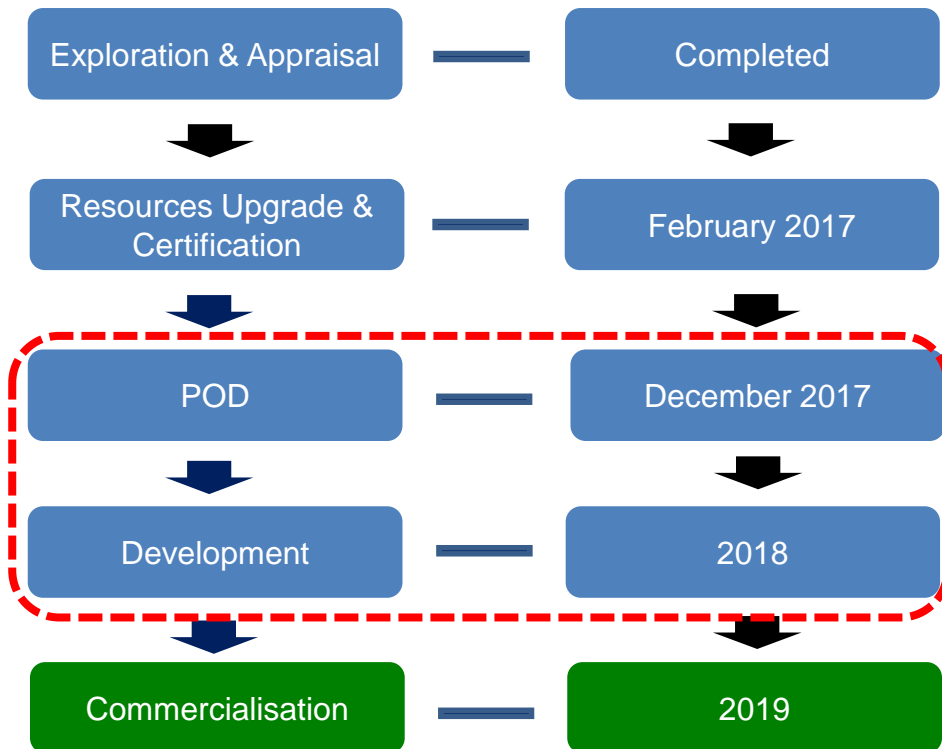 Exploration & Appraisal
Completed
Resources Upgrade &
Certification
February 2017
POD
December 2017
Development
2018
Commercialisation
2019